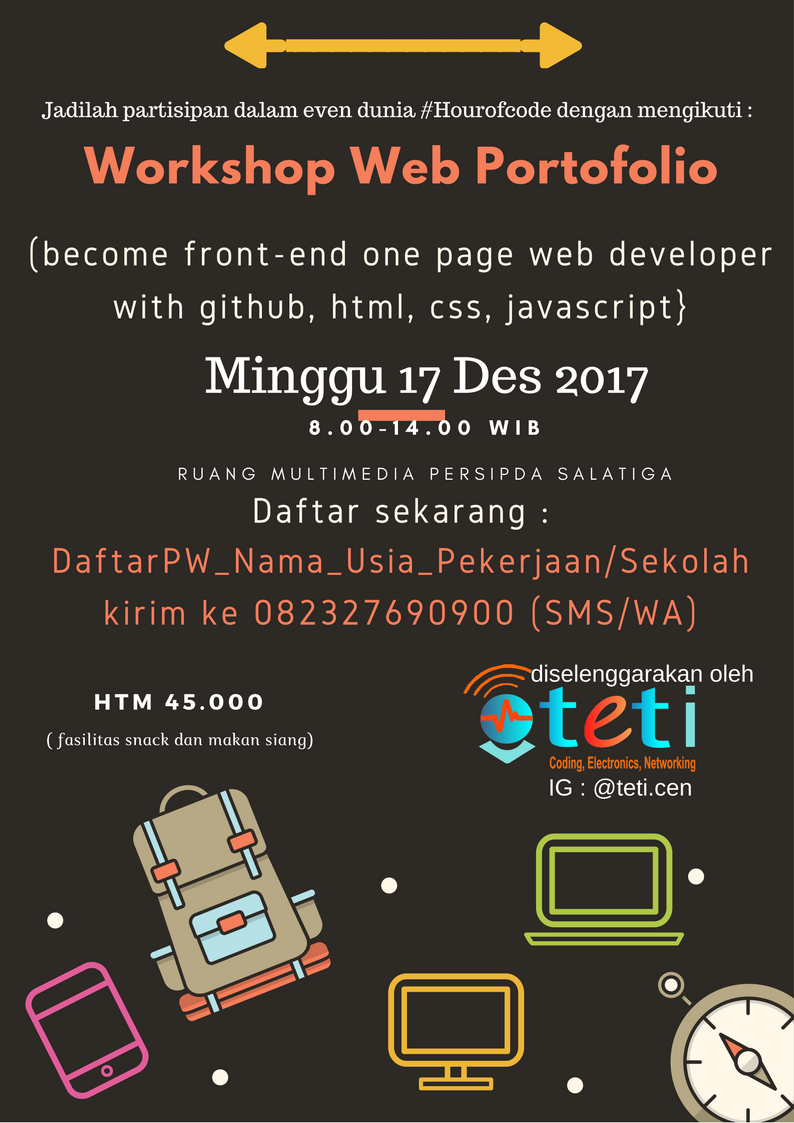 Jadilah partisipan dalam even dunia #Hourofcode dengan mengikuti :
Workshop Web Portofolio
(become front-end one page web developer
with github, html, css, javascript}
Minggu 17 Des 2017
8.00-14.00 WIB
RUANG MULTIMEDIA PERSIPDA SALATIGA
Daftar sekarang :
DaftarPW_Nama_Usia_Pekerjaan/Sekolah
kirim ke 082327690900 (SMS/WA)
HTM 45.000
( fasilitas snack dan makan siang)
diselenggarakan oleh
teti
Coding, Electronics, Networking
IG : @teti.cen